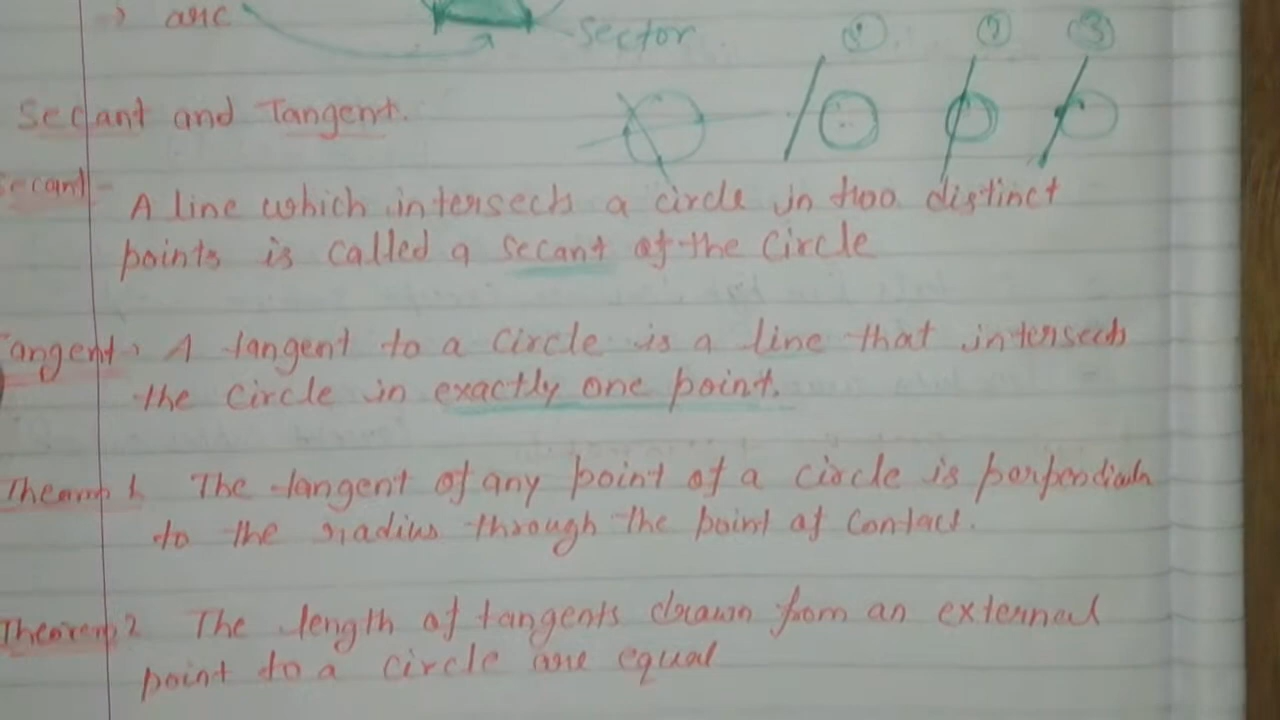 arc
Sector
1 2 3
Secant and Tangent.
Secant - A line which intersects a circle in two distinct
points is called a secant of the Circle
Tangent: A tangent to a circle is a line that intersects
the Circle in exactly one point.
Theorem 1. The tangent of any point of a circle is perpendicular
to the radius through the point of Contact.
Theorem 2 The length of tangents drawn from an external
point to a circle are equal